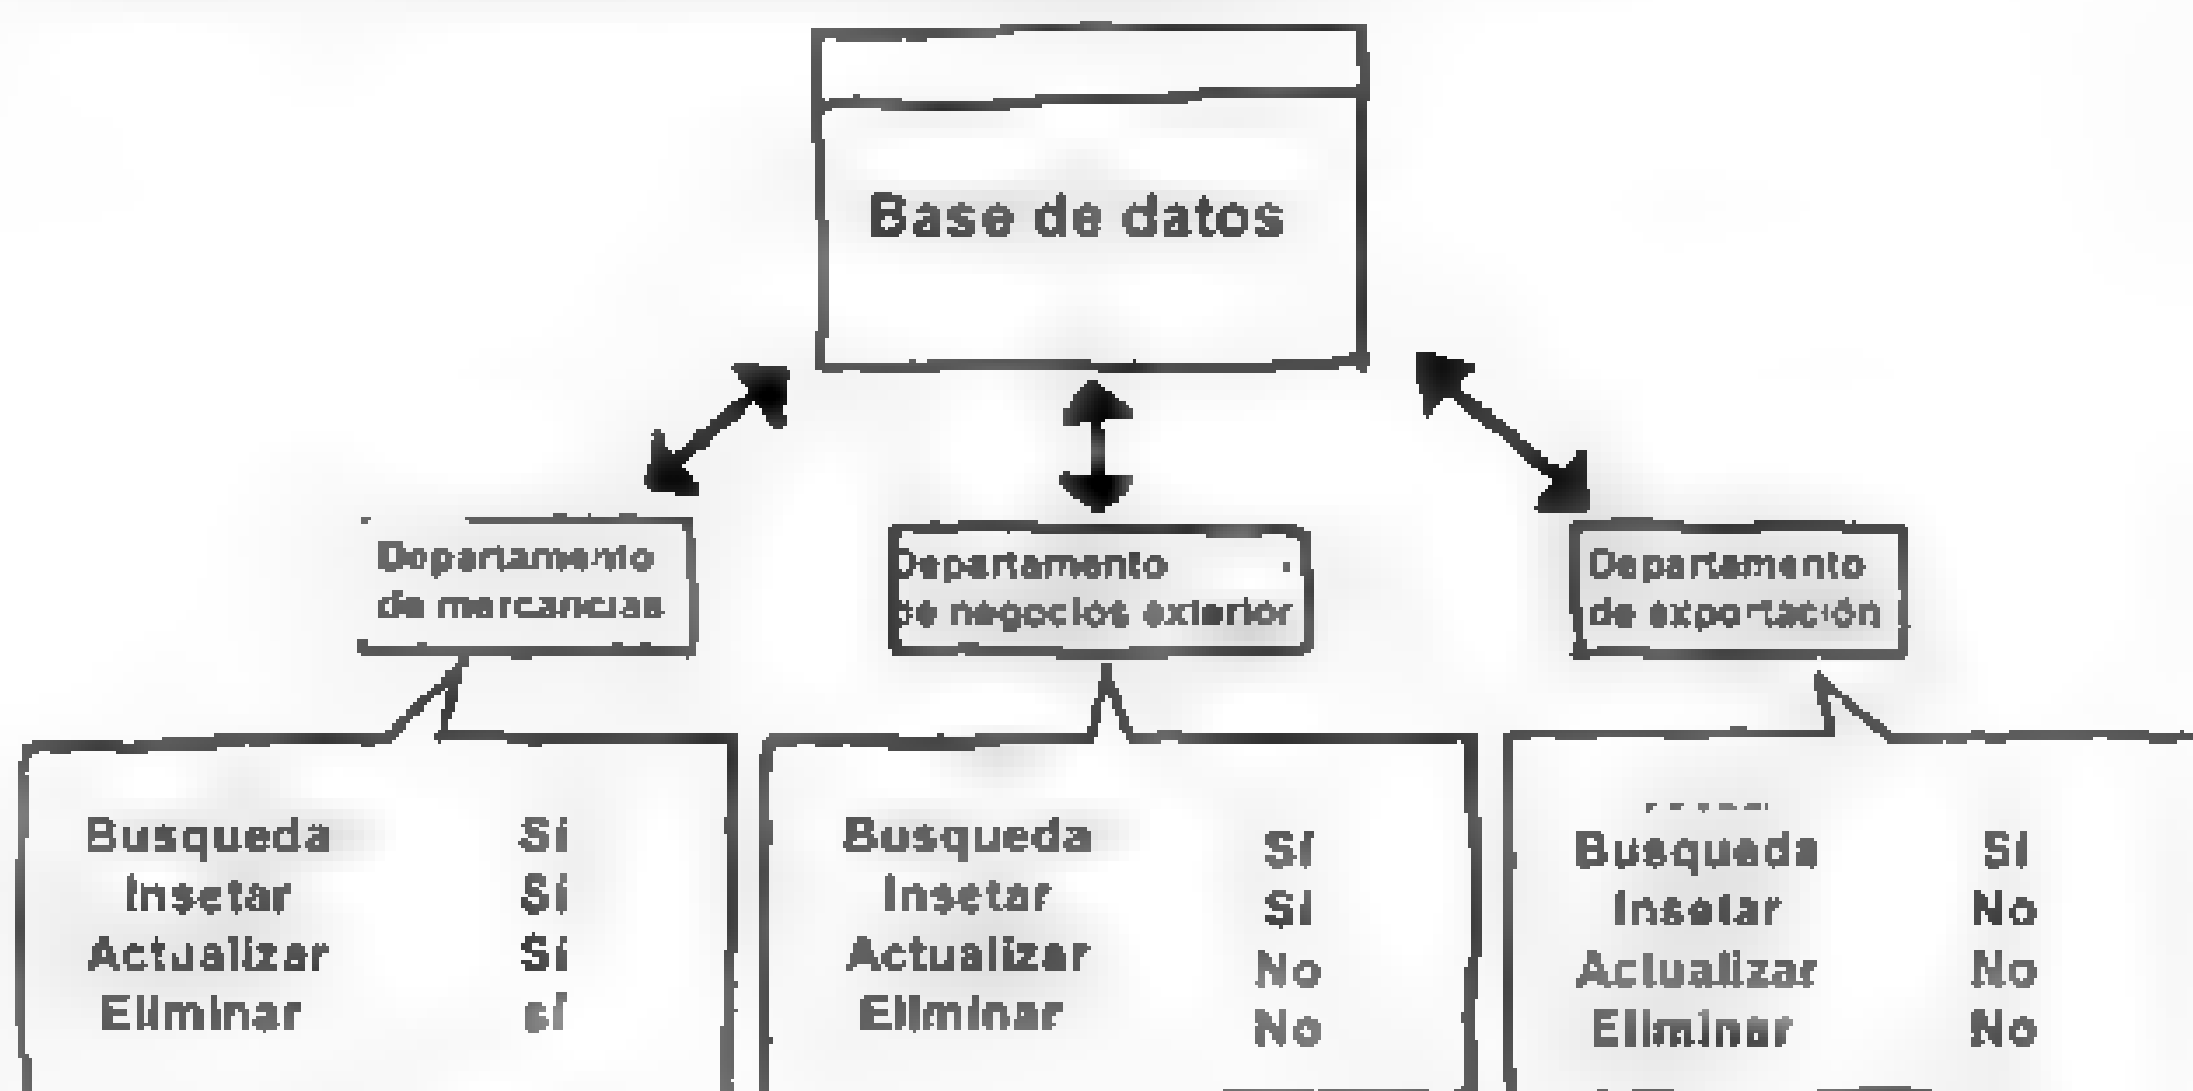 Base de datos
Departamento
de mercancias
Departamento
de negocios exterior
Departamento
de exportación
Busqueda Sí
Insetar Sí
Actualizar Sí
Eliminar sí
Busqueda Sí
Insetar Sí
Actualizar No
Eliminar No
Busqueda Sí
Insetar No
Actualizar No
Eliminar No